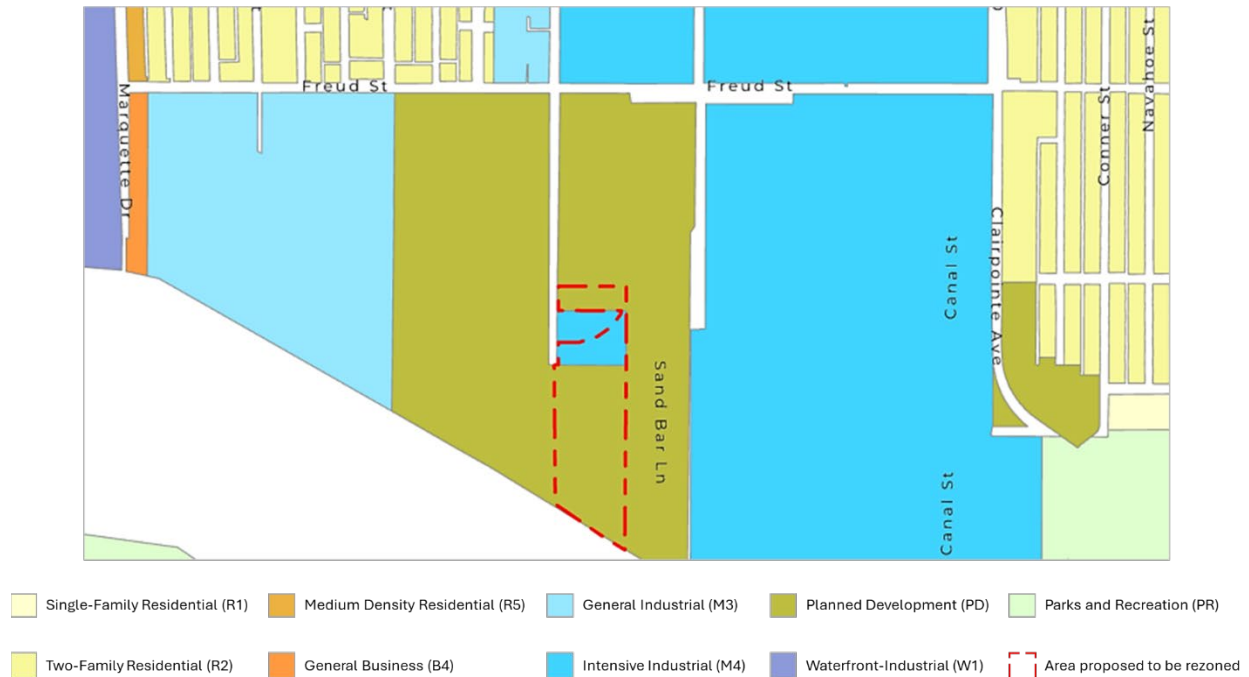 Freud St
Freud St
Marquette Dr
Navahoe St
Conner St
Clairpointe Ave
Canal St
Sand Bar Ln
Canal St
Single-Family Residential (R1)
Medium Density Residential (R5)
General Industrial (M3)
Planned Development (PD)
Parks and Recreation (PR)
Two-Family Residential (R2)
General Business (B4)
Intensive Industrial (M4)
Waterfront-Industrial (W1)
Area proposed to be rezoned